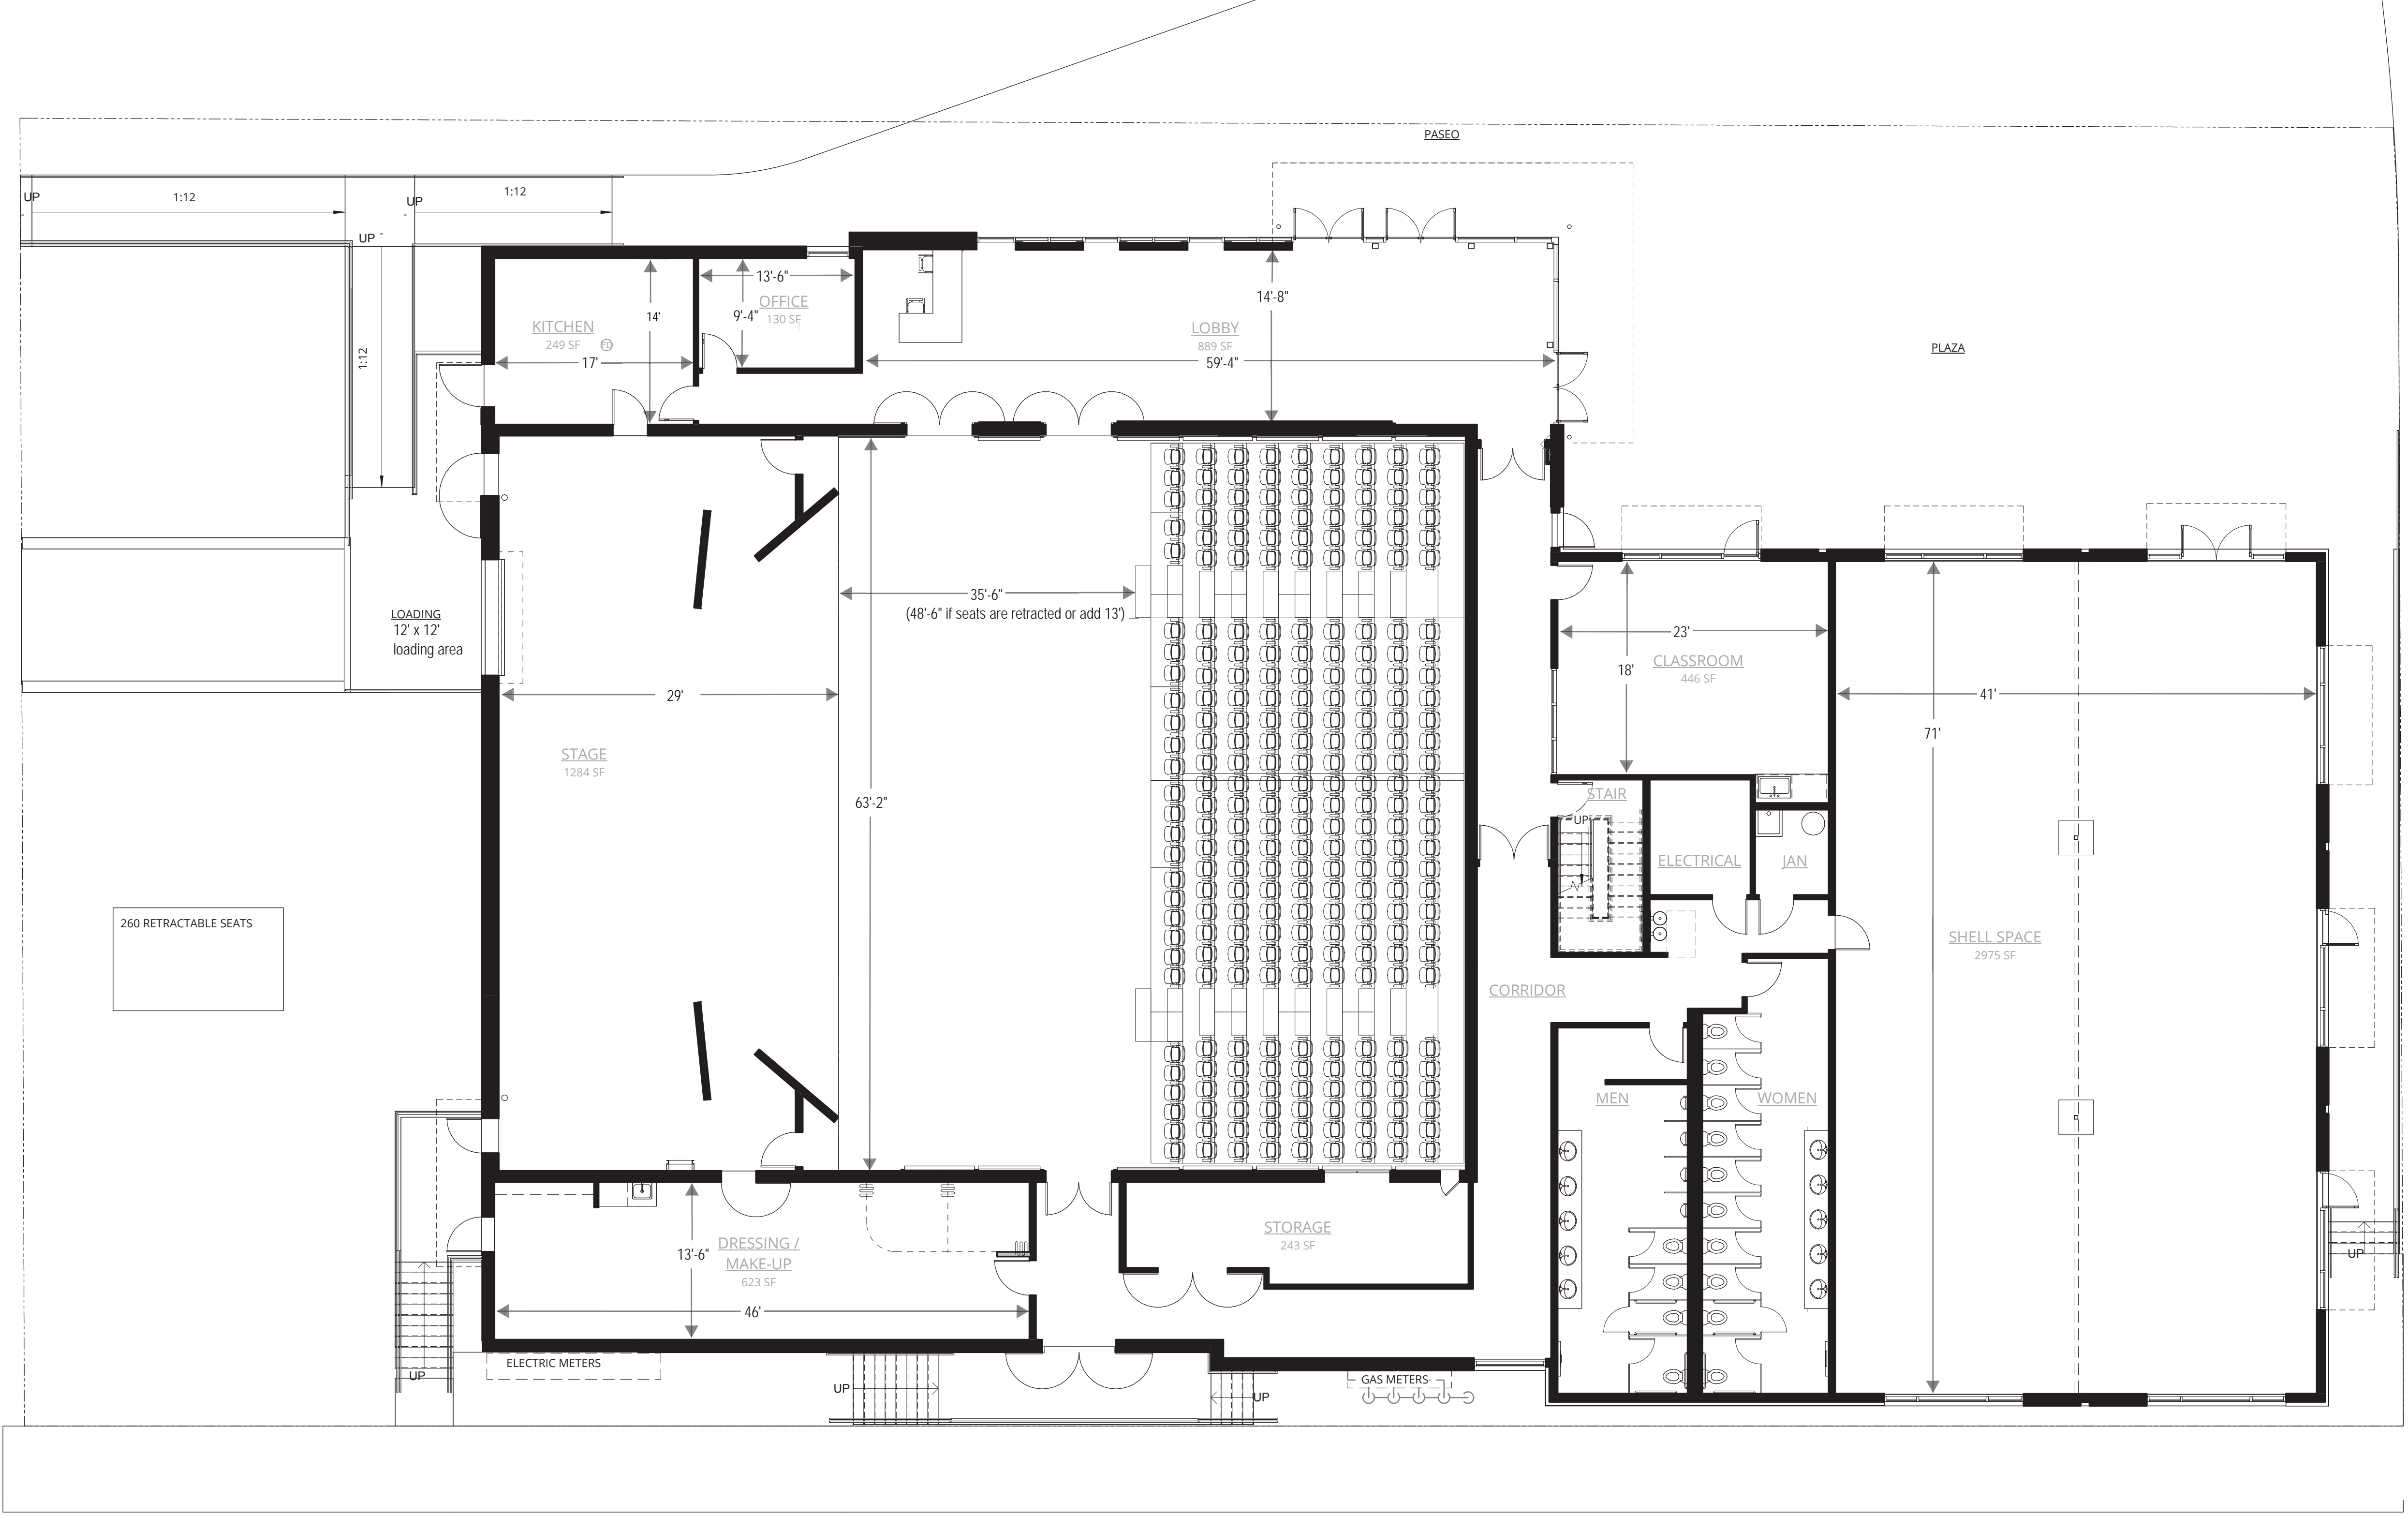 PASEO
UP
1:12
UP
1:12
UP
1:12
13'-6"
OFFICE
9'-4"
130 SF
14'
KITCHEN
249 SF
FD
17'
14'-8"
LOBBY
889 SF
59'-4"
PLAZA
35'-6"
(48'-6" if seats are retracted or add 13')
LOADING
12' x 12'
loading area
29'
STAGE
1284 SF
63'-2"
23'
CLASSROOM
18'
446 SF
41'
71'
STAIR
UP
ELECTRICAL
JAN
260 RETRACTABLE SEATS
SHELL SPACE
2975 SF
CORRIDOR
MEN
WOMEN
STORAGE
243 SF
DRESSING /
13'-6"
MAKE-UP
623 SF
46'
UP
ELECTRIC METERS
UP
UP
GAS METERS
UP